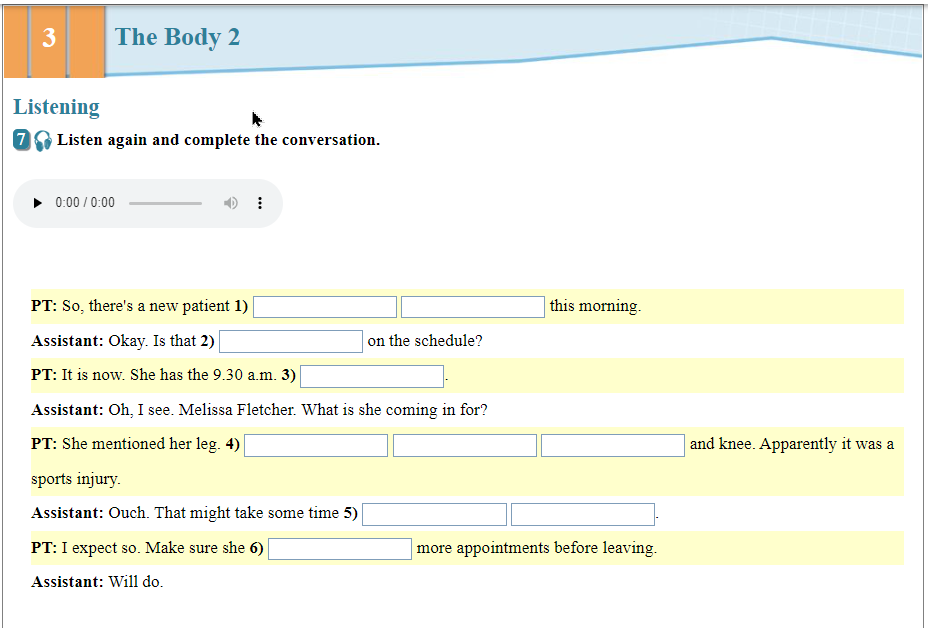 3 The Body 2
Listening
7 Listen again and complete the conversation.
0:00 / 0:00
PT: So, there's a new patient 1) this morning.
Assistant: Okay. Is that 2) on the schedule?
PT: It is now. She has the 9.30 a.m. 3) .
Assistant: Oh, I see. Melissa Fletcher. What is she coming in for?
PT: She mentioned her leg. 4) and knee. Apparently it was a
sports injury.
Assistant: Ouch. That might take some time 5) .
PT: I expect so. Make sure she 6) more appointments before leaving.
Assistant: Will do.